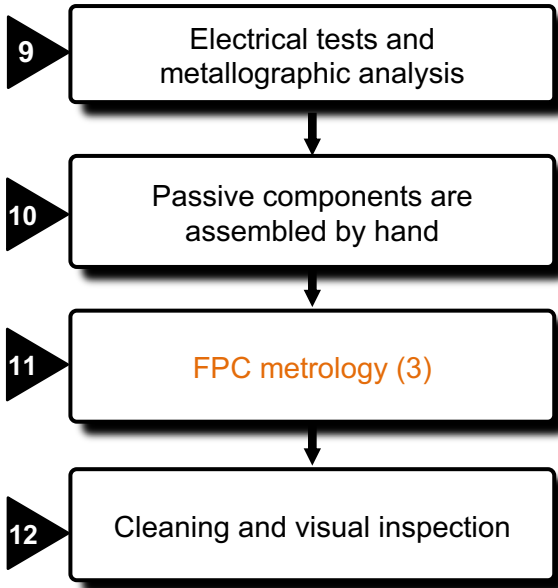 9
Electrical tests and
metallographic analysis
10
Passive components are
assembled by hand
11
FPC metrology (3)
12
Cleaning and visual inspection